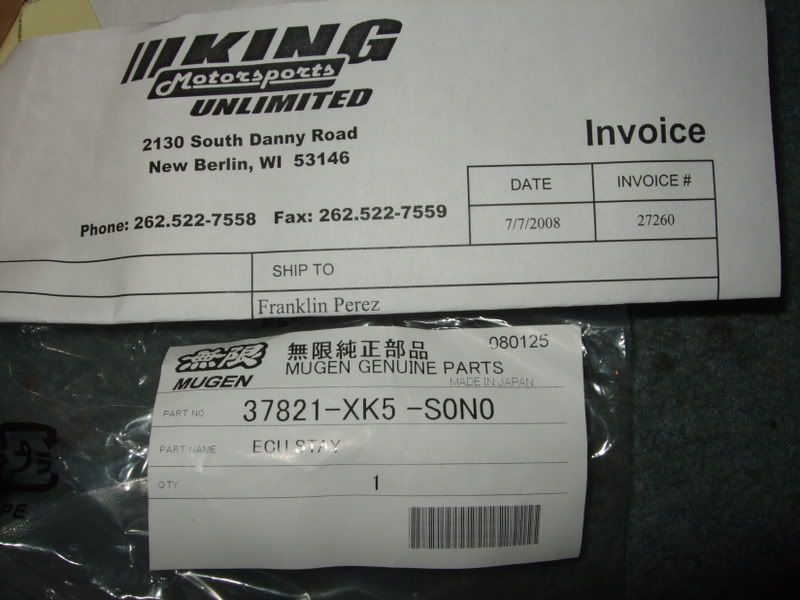 KING
Motorsports
UNLIMITED
2130 South Danny Road
New Berlin, WI 53146
Phone: 262.522-7558 Fax: 262.522-7559
Invoice
DATE INVOICE #
7/7/2008 27260
SHIP TO
Franklin Perez
無限 無限純正部品 080125
MUGEN MUGEN GENUINE PARTS
MADE IN JAPAN
PART NO. 37821-XK5 -S0N0
PART NAME ECU STAY
QTY. 1
PE